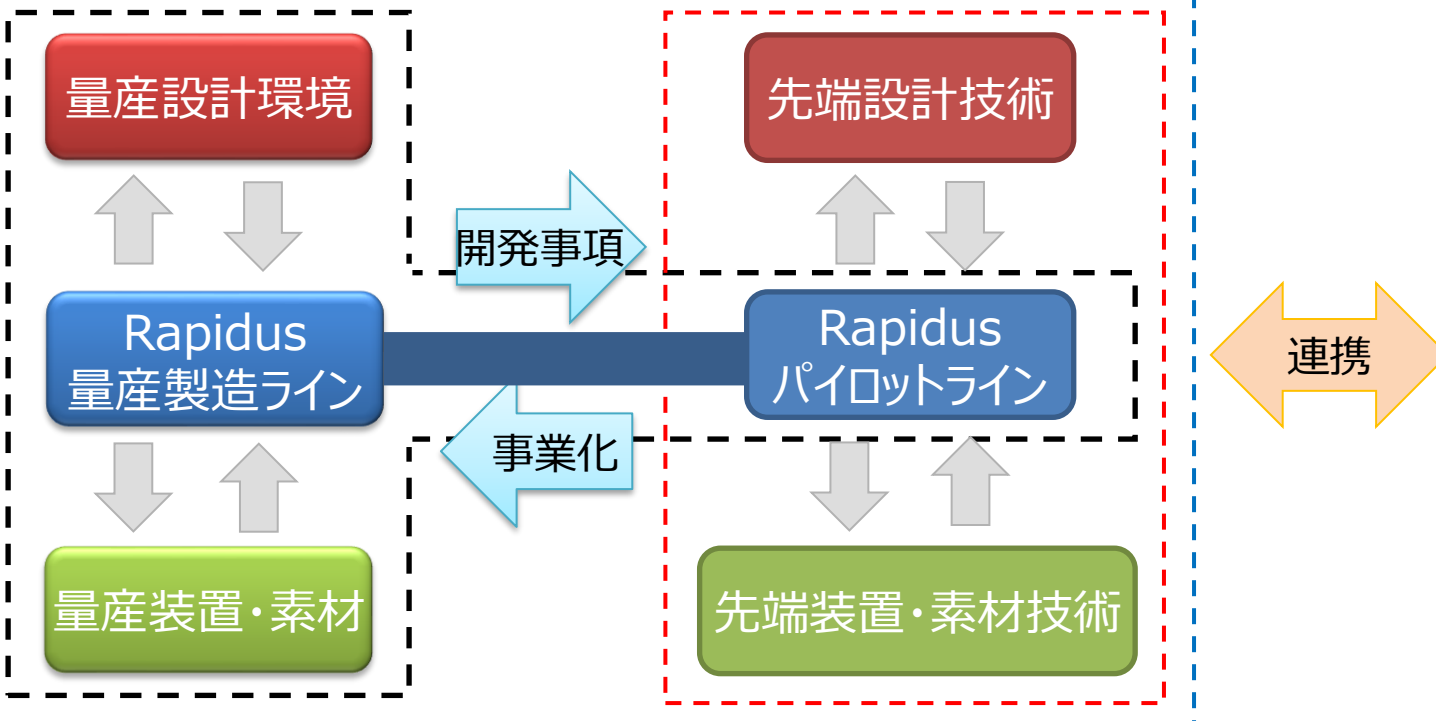 量産設計環境
先端設計技術
開発事項
Rapidus
量産製造ライン
Rapidus
パイロットライン
連携
事業化
量産装置・素材
先端装置・素材技術